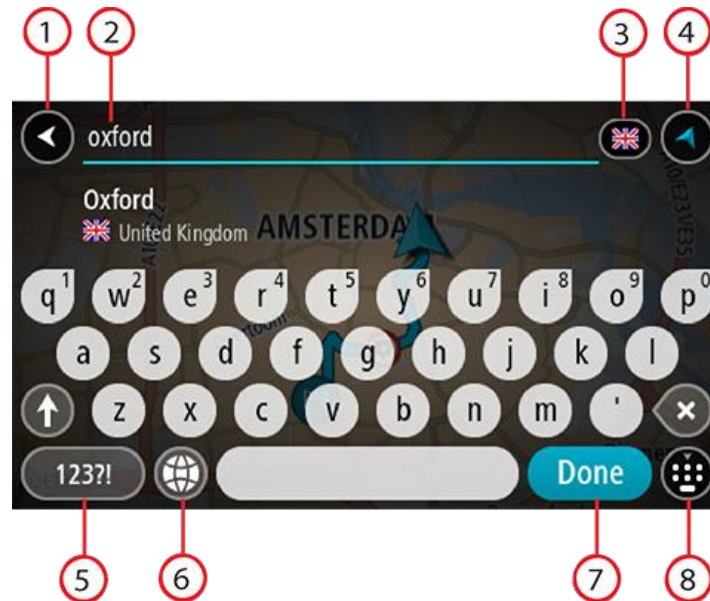 1 2 3 4
oxford
Oxford
United Kingdom
AMSTERDA
A10E231VE35
q1 w2 e3 r4 t5 y6 u7 i8 o9 p0
a s d f g h j k l
z x c v b n m '
123?! Done
5 6 7 8